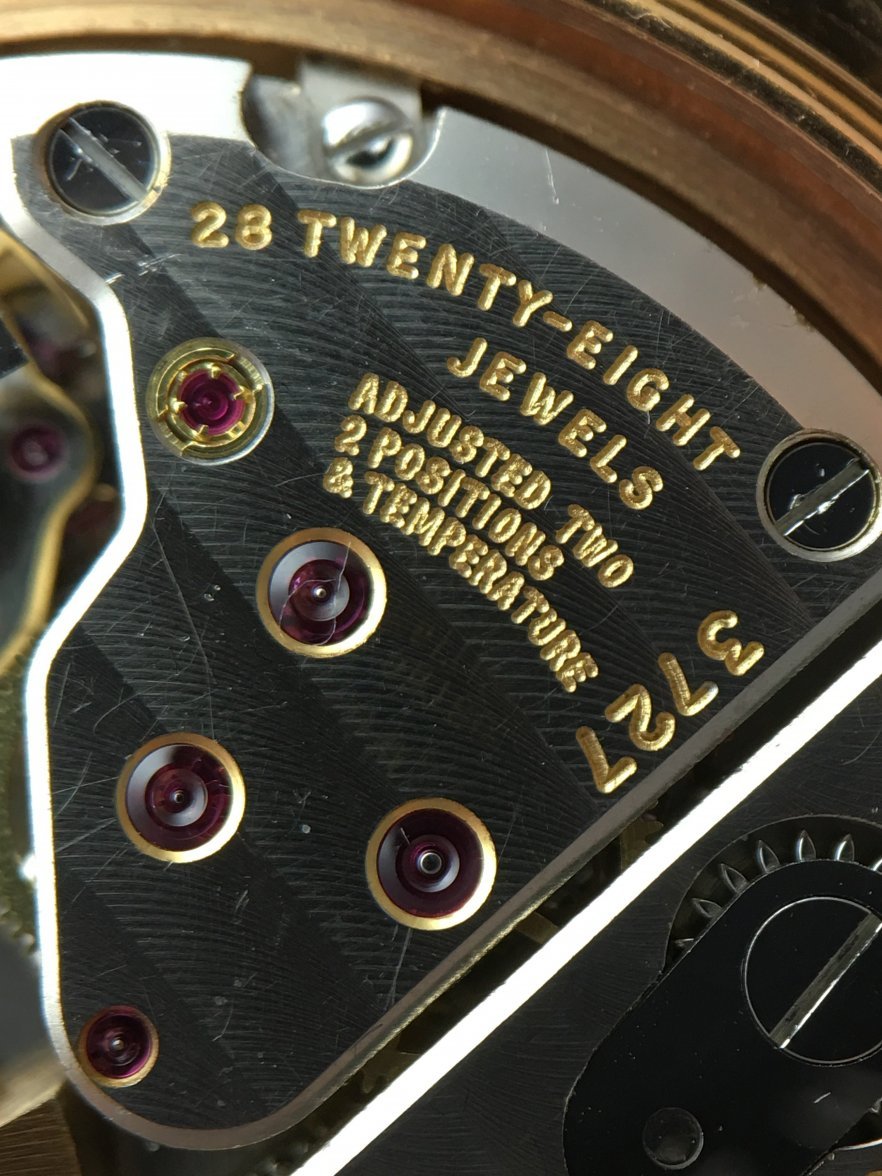 28 TWENTY-EIGHT
JEWELS
ADJUSTED TWO
2 POSITIONS
& TEMPERATURE
3727